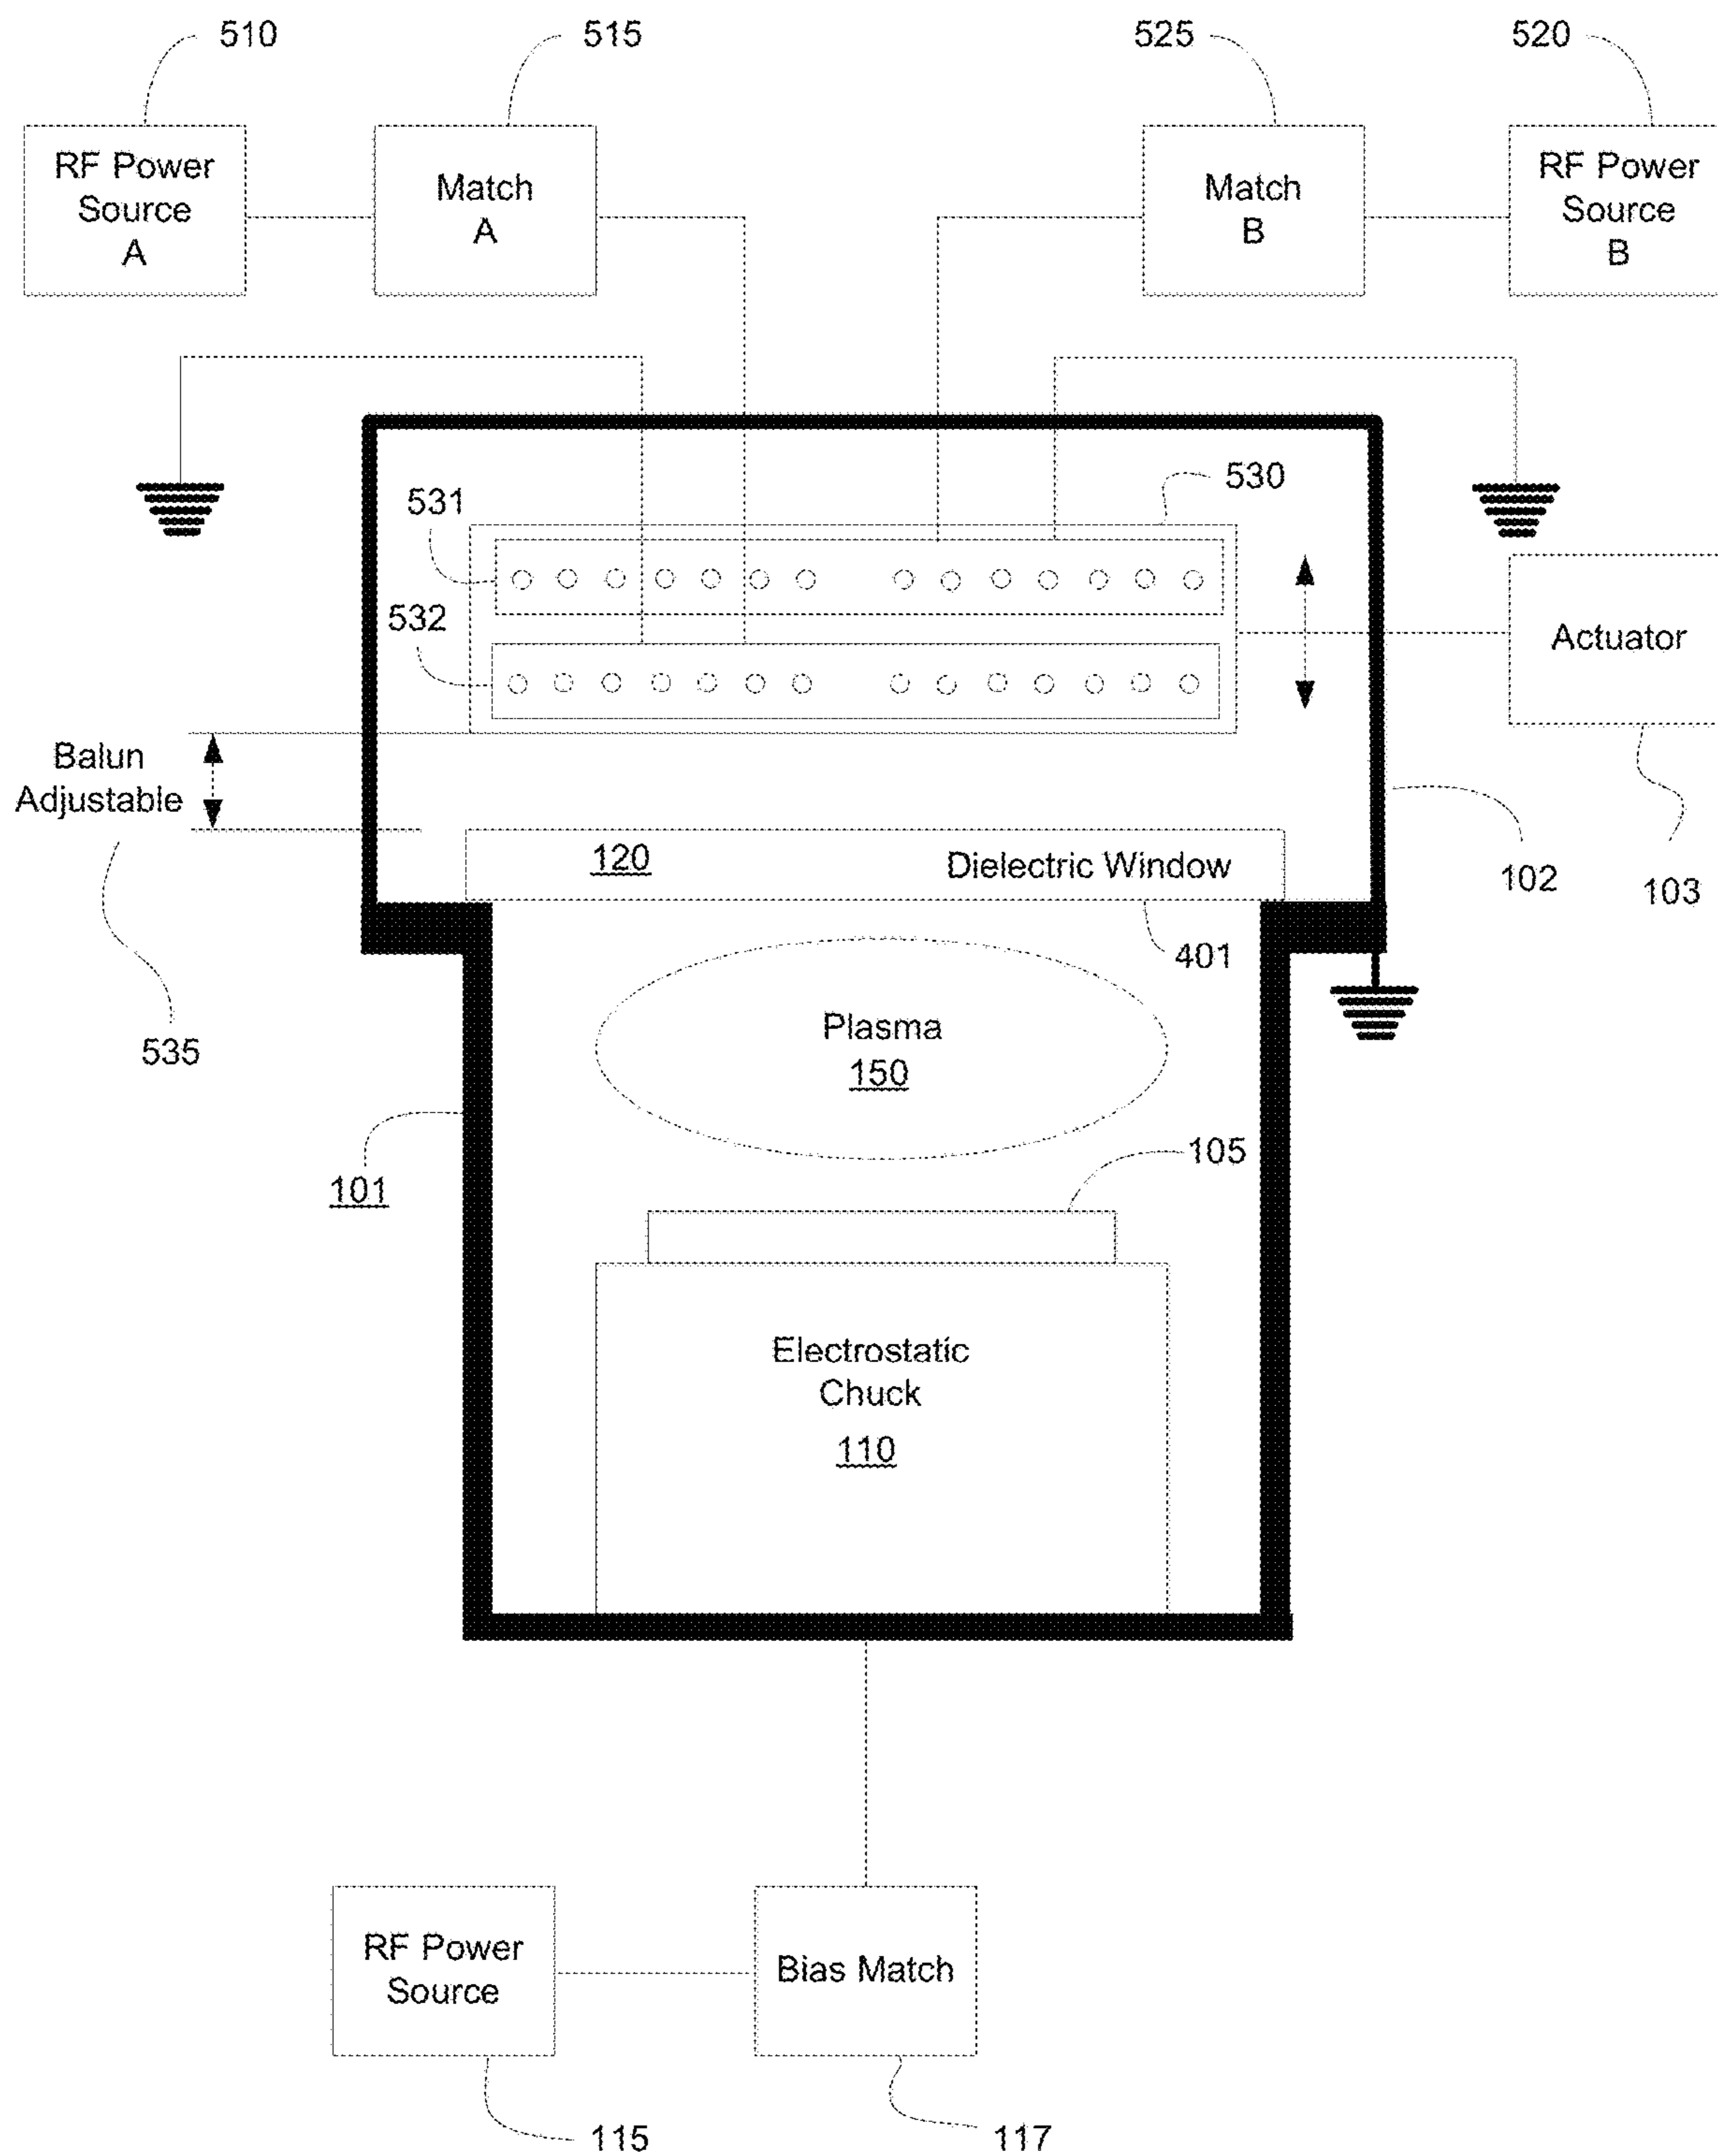 510
515
525
520
RF Power
Source
A
Match
A
Match
B
RF Power
Source
B
530
531
532
Actuator
Balun
Adjustable
120
Dielectric Window
102
103
401
535
Plasma
150
105
101
Electrostatic
Chuck
110
RF Power
Source
Bias Match
115
117